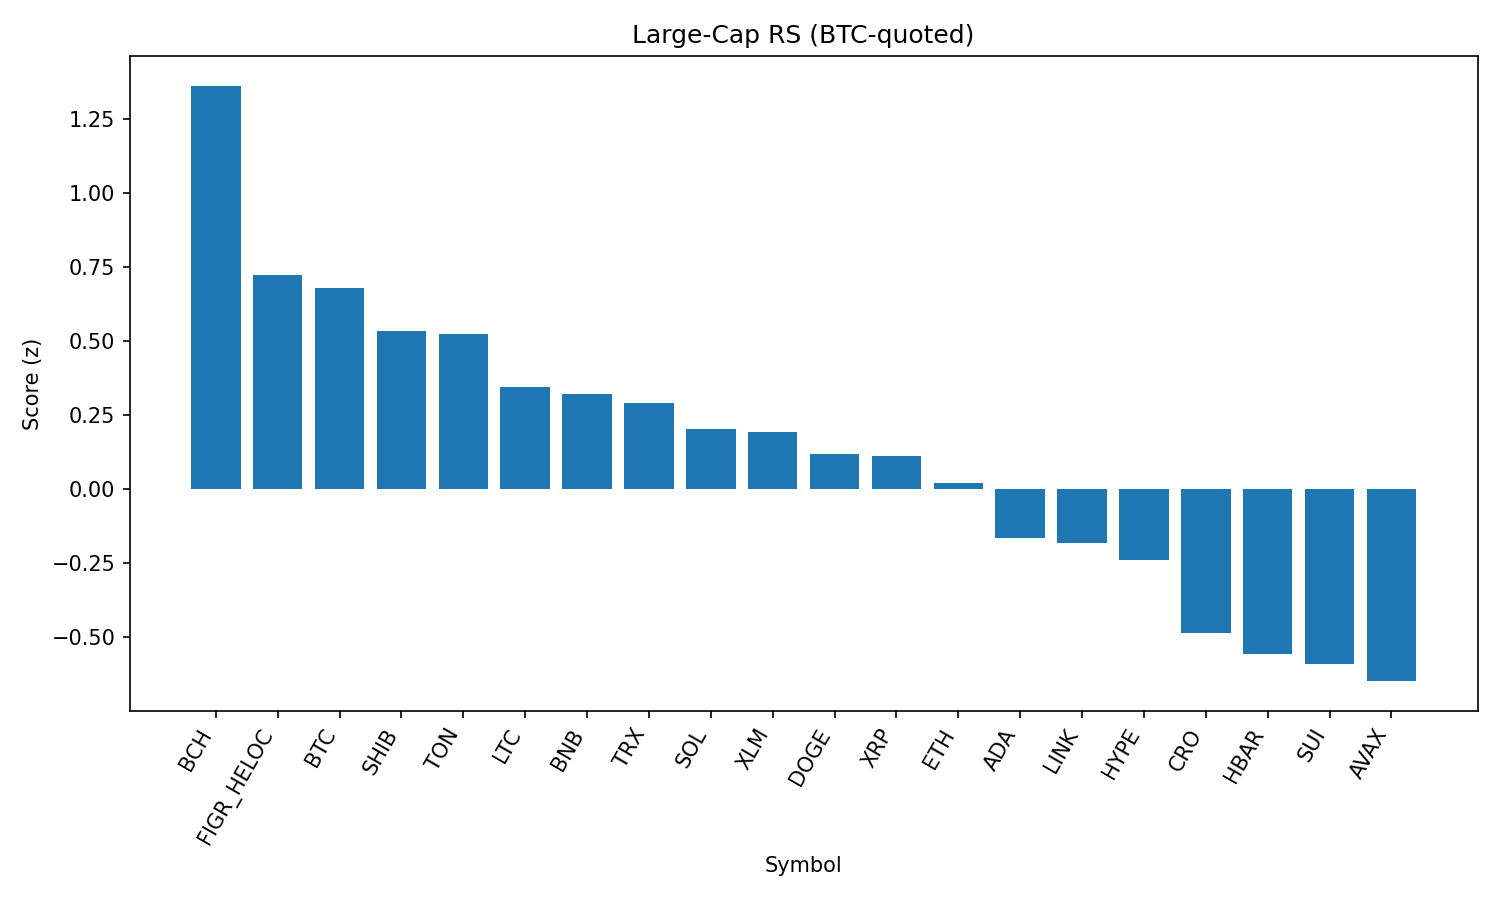 Large-Cap RS (BTC-quoted)
Score (z)
1.25
1.00
0.75
0.50
0.25
0.00
−0.25
−0.50
BCH
FIGR_HELOC
BTC
SHIB
TON
LTC
BNB
TRX
SOL
XLM
DOGE
XRP
ETH
ADA
LINK
HYPE
CRO
HBAR
SUI
AVAX
Symbol